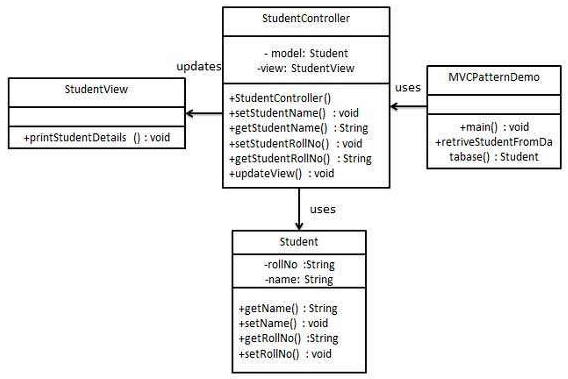 StudentController
- model: Student
-view: StudentView
+StudentController()
+setStudentName() : void
+getStudentName() : String
+setStudentRollNo() : void
+getStudentRollNo() : String
+updateView() : void
updates
StudentView
+printStudentDetails () : void
uses
MVCPatternDemo
+main() : void
+retriveStudentFromDa
tabase() : Student
uses
Student
-rollNo :String
-name: String
+getName() : String
+setName() : void
+getRollNo() :String
+setRollNo() : void